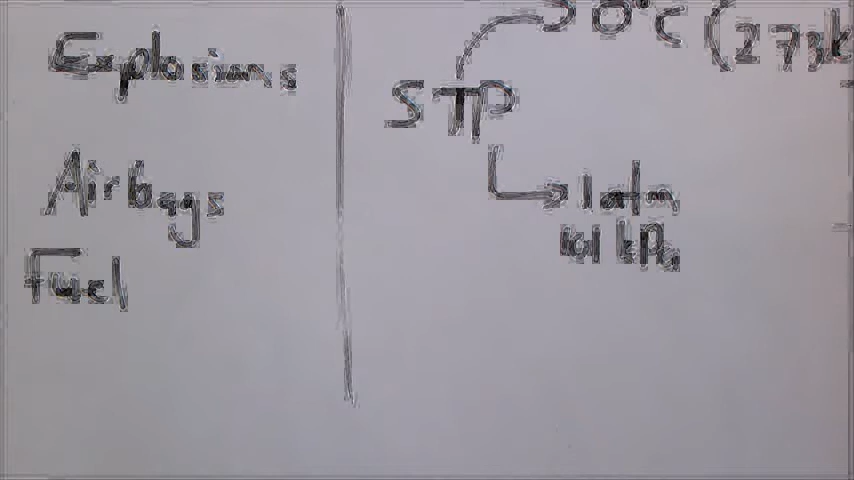 Explosions
Airbags
Fuel
0°C (273K
STP
1 atm
101 kPa